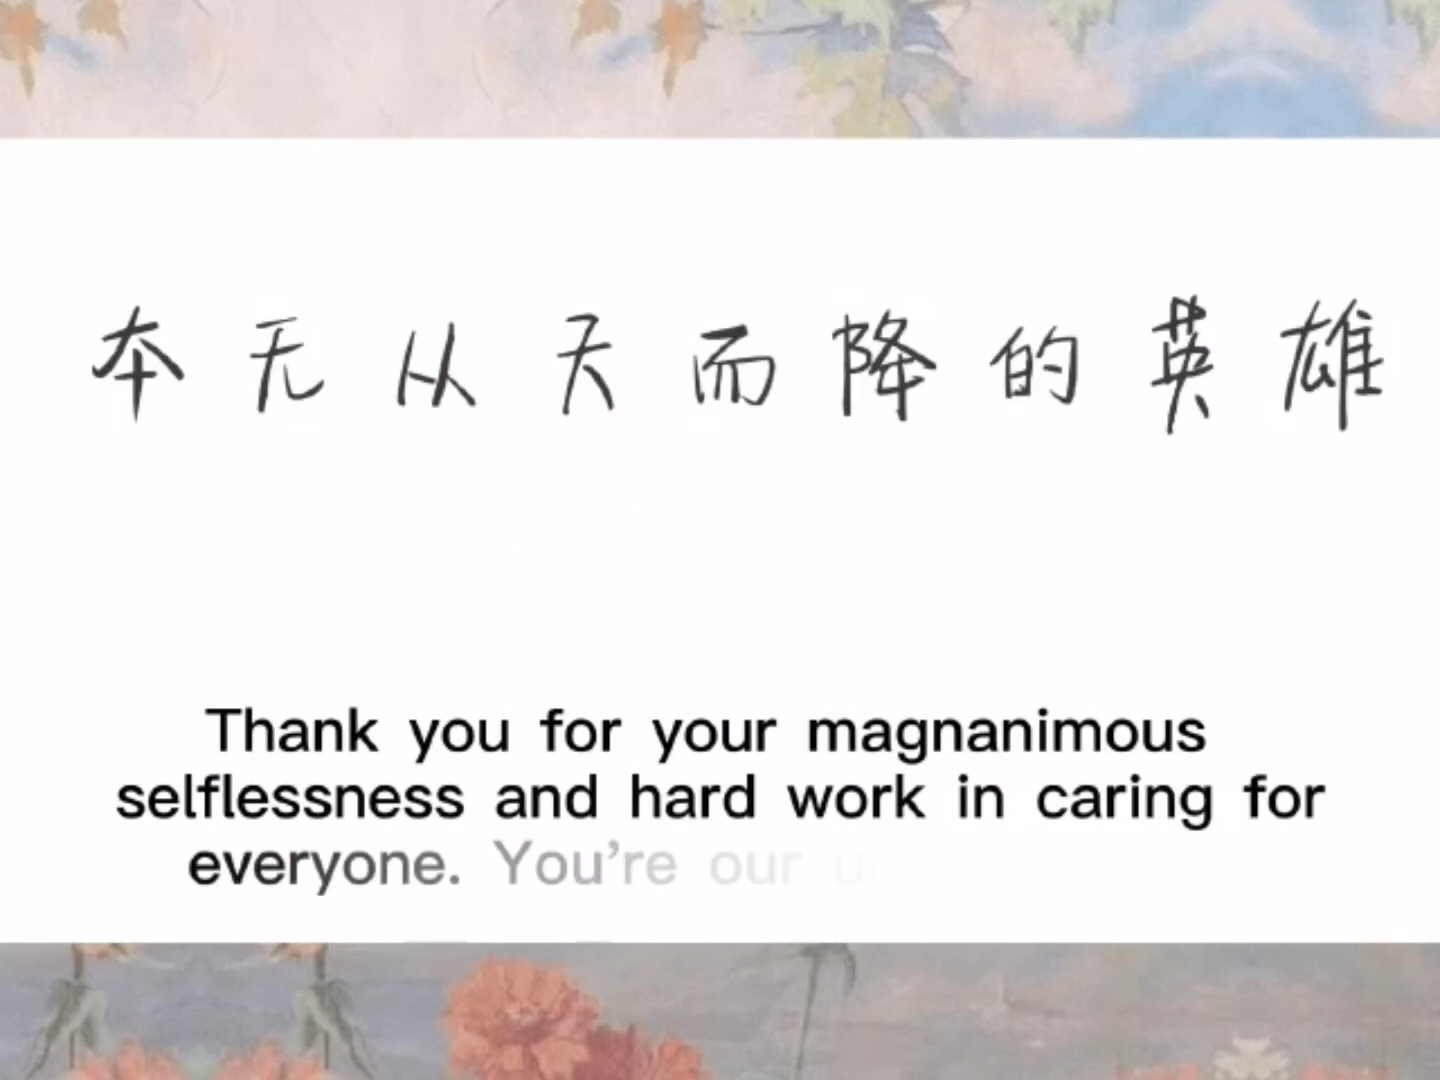 本无从天而降的英雄
Thank you for your magnanimous
selflessness and hard work in caring for
everyone. You're our